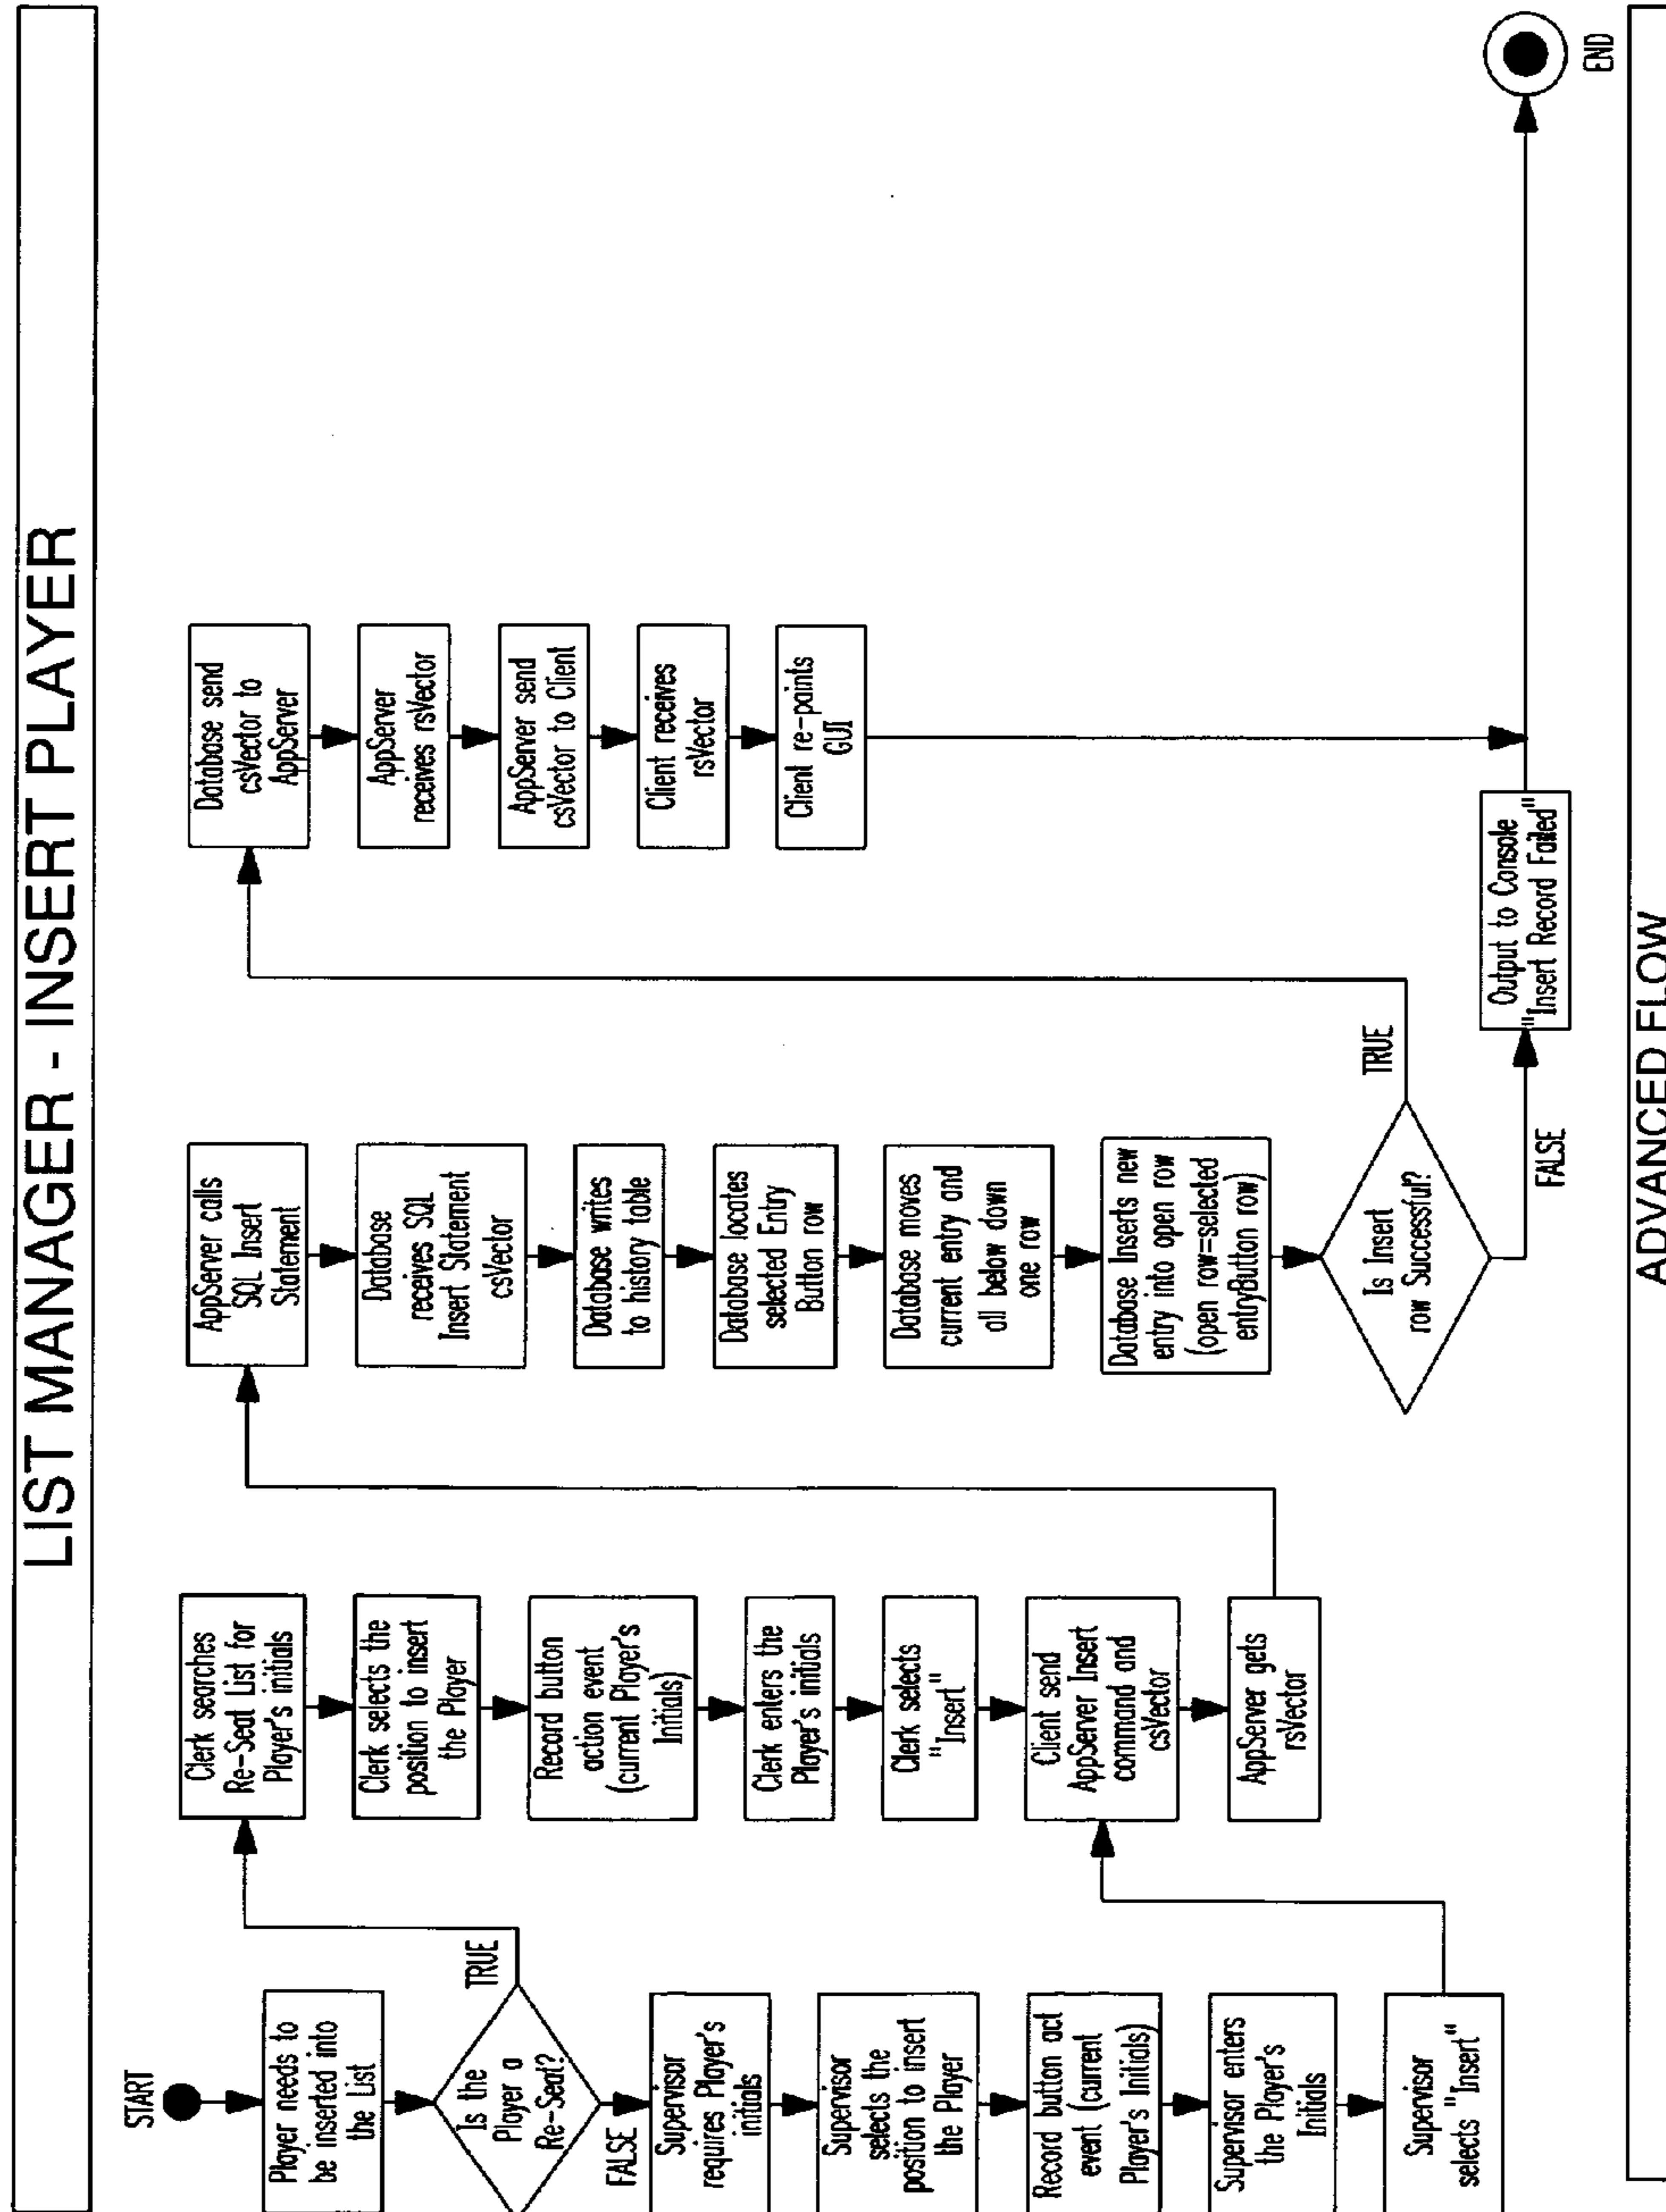 LIST MANAGER - INSERT PLAYER
START
Player needs to
be inserted into
the List
Is the
Player a
Re-Seat?
TRUE
FALSE
Supervisor
requires Player's
initials
Supervisor
selects the
position to insert
the Player
Record button act
event (current
Player's Initials)
Supervisor enters
the Player's
Initials
Supervisor
selects "Insert"
Clerk searches
Re-Seat List for
Player's initials
Clerk selects the
position to insert
the Player
Record button
action event
(current Player's
Initials)
Clerk enters the
Player's initials
Clerk selects
"Insert"
Client send
AppServer Insert
command and
csVector
AppServer gets
rsVector
AppServer calls
SQL Insert
Statement
Database
receives SQL
Insert Statement
csVector
Database writes
to history table
Database locates
selected Entry
Button row
Database moves
current entry and
all below down
one row
Database Inserts new
entry into open row
(open row=selected
entryButton row)
Is Insert
row Successful?
TRUE
FALSE
Database send
csVector to
AppServer
AppServer
receives rsVector
AppServer send
csVector to Client
Client receives
rsVector
Client re-paints
GUI
Output to Console
"Insert Record Failed"
END
ADVANCED FLOW